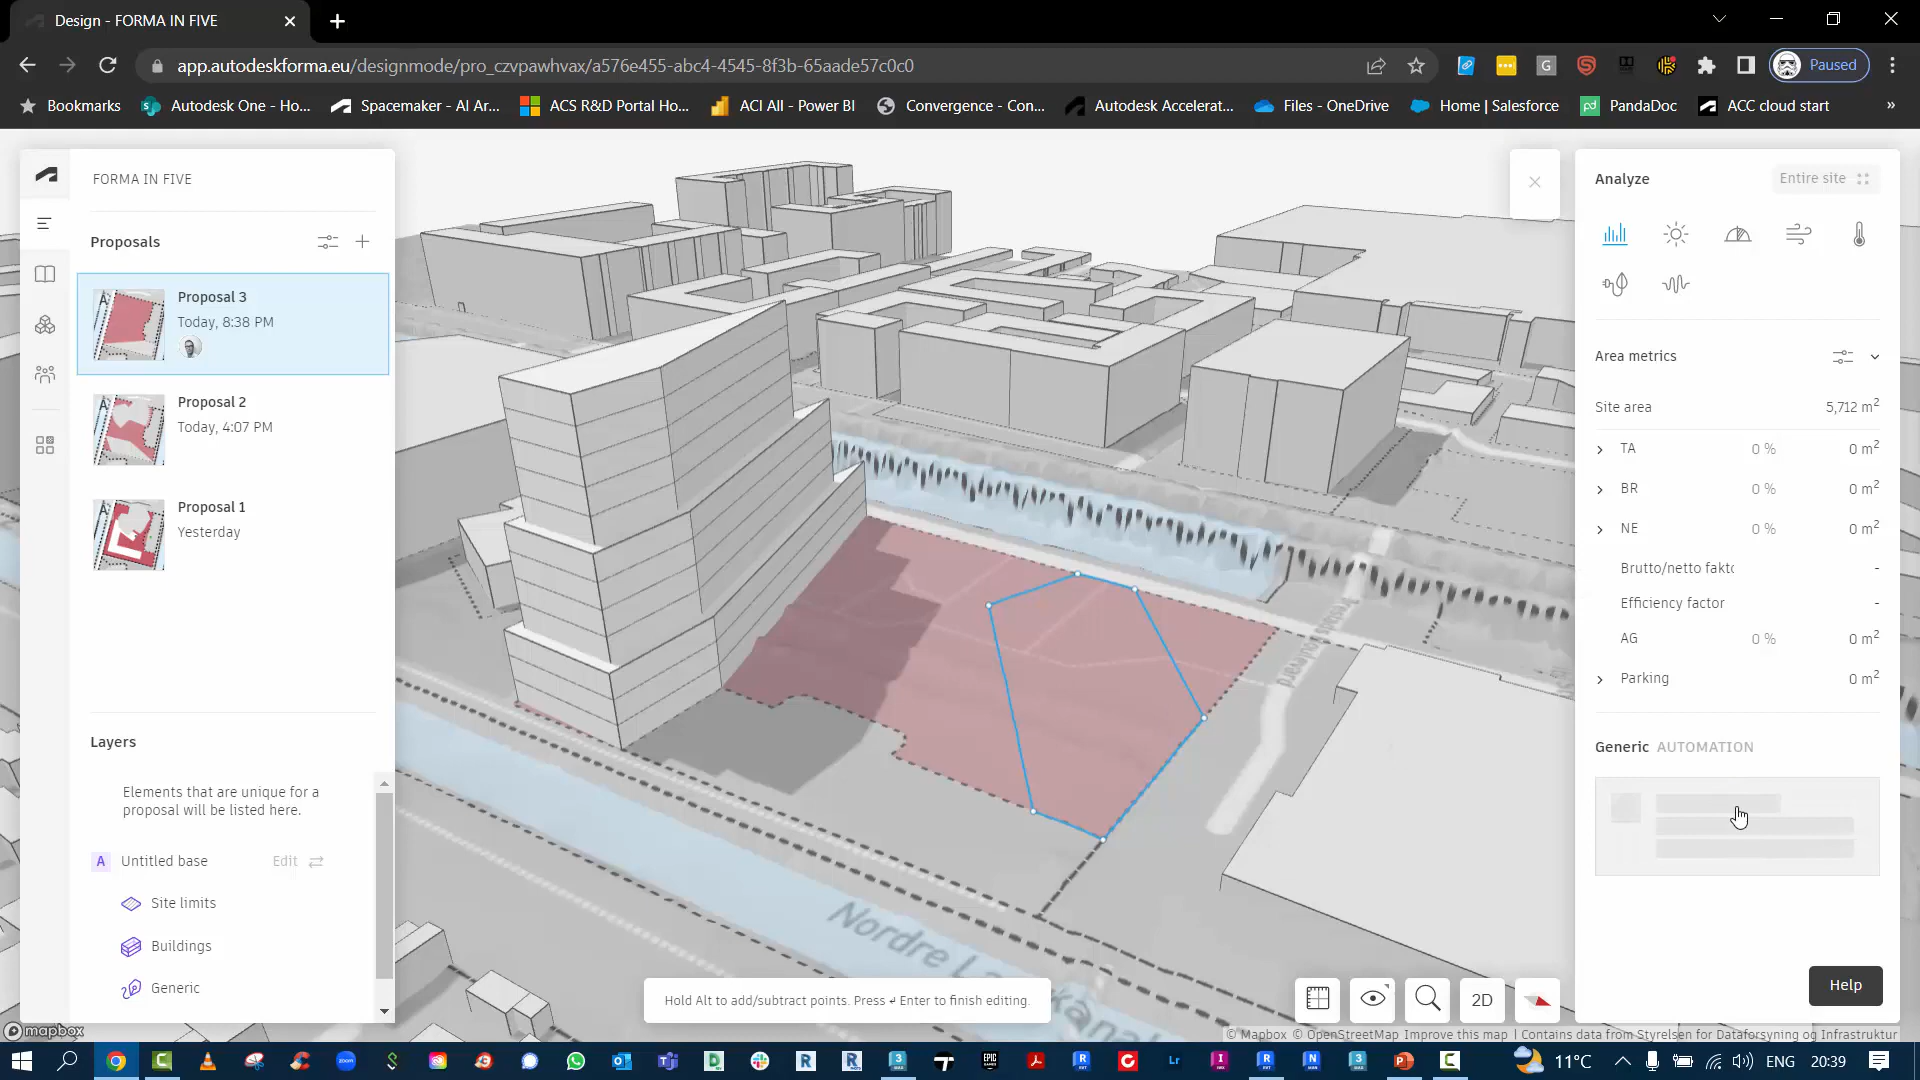 Design - FORMA IN FIVE
app.autodeskforma.eu/designmode/pro_czvpawhvax/a576e455-abc4-4545-8f3b-65aade57c0c0
Paused
Bookmarks
Autodesk One - Ho...
Spacemaker - AI Ar...
ACS R&D Portal Ho...
ACI All - Power BI
Convergence - Con...
Autodesk Accelerat...
Files - OneDrive
Home | Salesforce
PandaDoc
ACC cloud start
»
FORMA IN FIVE
Proposals
Proposal 3
Today, 8:38 PM
Proposal 2
Today, 4:07 PM
Proposal 1
Yesterday
Layers
Elements that are unique for a
proposal will be listed here.
A Untitled base Edit
Site limits
Buildings
Generic
mapbox
Nordre
Hold Alt to add/subtract points. Press ↵ Enter to finish editing.
2D
Analyze
Entire site
Area metrics
Site area 5,712 m²
TA 0 % 0 m²
BR 0 % 0 m²
NE 0 % 0 m²
Brutto/netto fakto -
Efficiency factor -
AG 0 % 0 m²
Parking 0 m²
Generic AUTOMATION
Help
© Mapbox © OpenStreetMap Improve this map | Contains data from Styrelsen for Dataforsyning og Infrastruktur
11°C
ENG
20:39